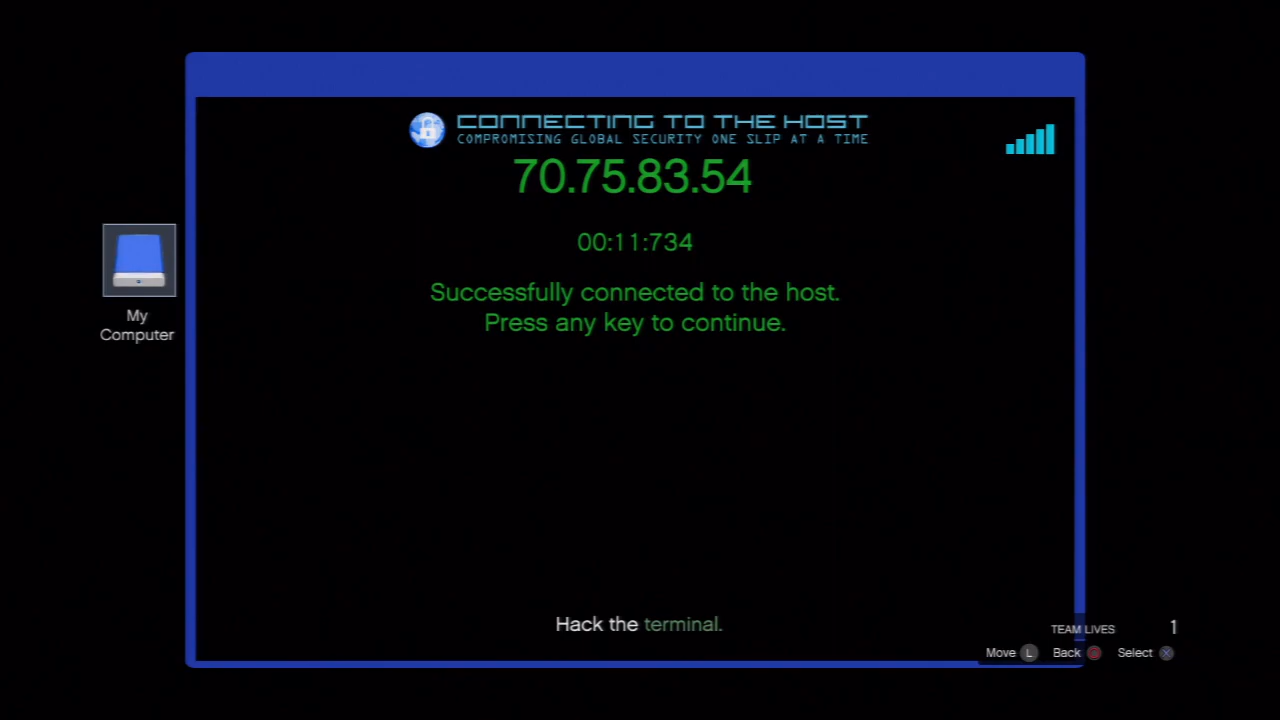 CONNECTING TO THE HOST
COMPROMISING GLOBAL SECURITY ONE SLIP AT A TIME
70.75.83.54
00:11:734
Successfully connected to the host.
Press any key to continue.
My
Computer
Hack the terminal.
TEAM LIVES 1
Move L Back Select